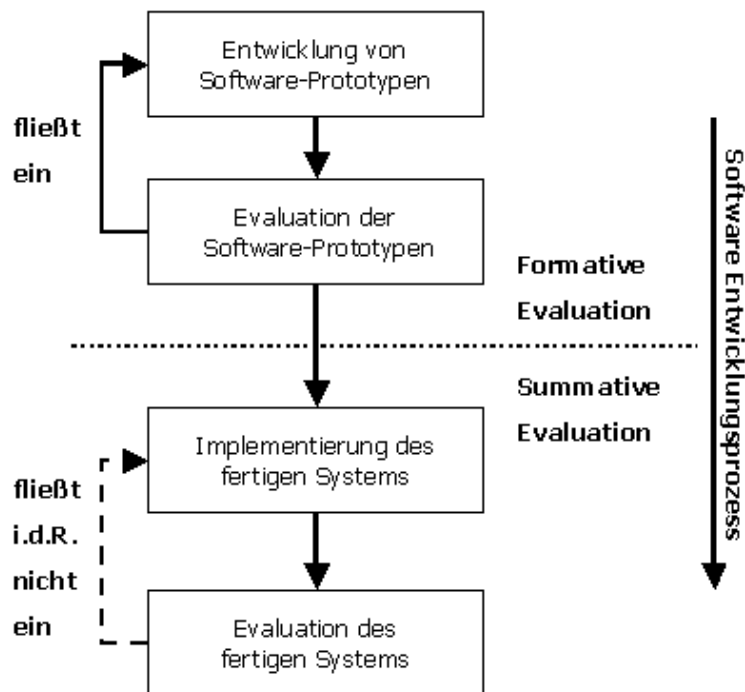 Entwicklung von
Software-Prototypen
fließt
ein
Evaluation der
Software-Prototypen
Formative
Evaluation
Summative
Evaluation
Implementierung des
fertigen Systems
fließt
i.d.R.
nicht
ein
Evaluation des
fertigen Systems
Software Entwicklungsprozess